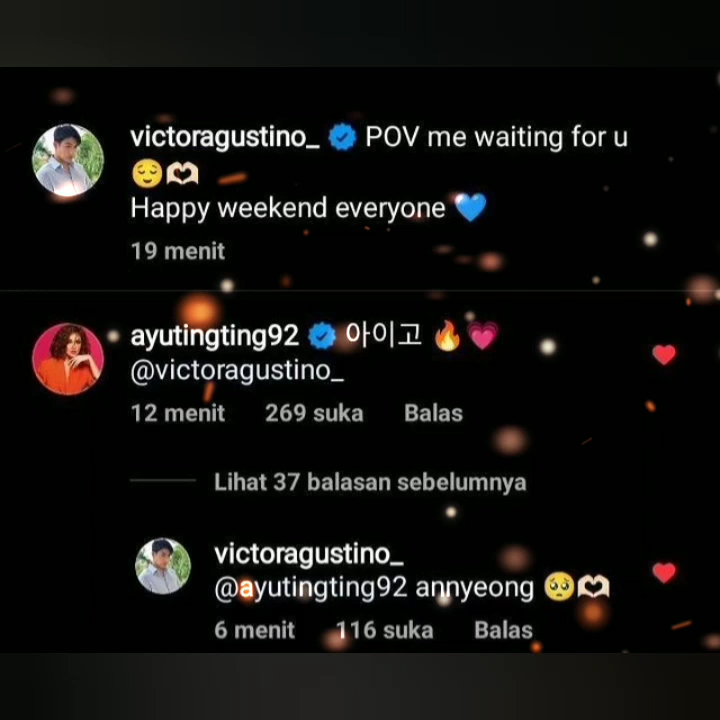 victoragustino_ POV me waiting for u
😌🫶🏻
Happy weekend everyone 💙
19 menit
ayutingting92 아이고 🔥💗
@victoragustino_
12 menit 269 suka Balas
Lihat 37 balasan sebelumnya
victoragustino_
@ayutingting92 annyeong 🥺🫶🏻
6 menit 116 suka Balas